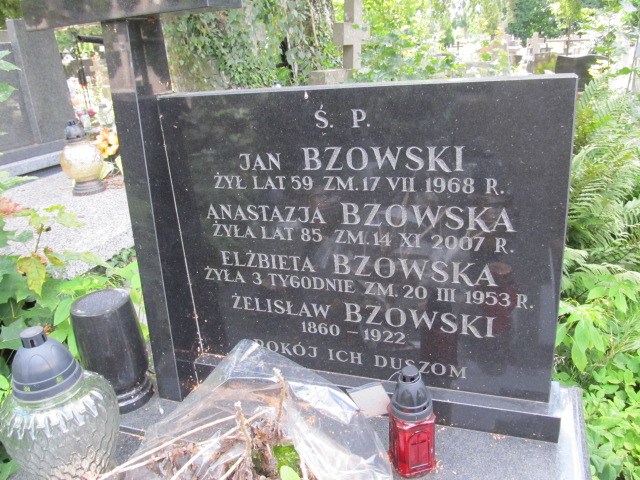 Ś. P.
JAN BZOWSKI
ŻYŁ LAT 59 ZM. 17 VII 1968 R.
ANASTAZJA BZOWSKA
ŻYŁA LAT 85 ZM. 14 XI 2007 R.
ELŻBIETA BZOWSKA
ŻYŁA 3 TYGODNIE ZM. 20 III 1953 R.
ŻELISŁAW BZOWSKI
1860 – 1922
POKÓJ ICH DUSZOM